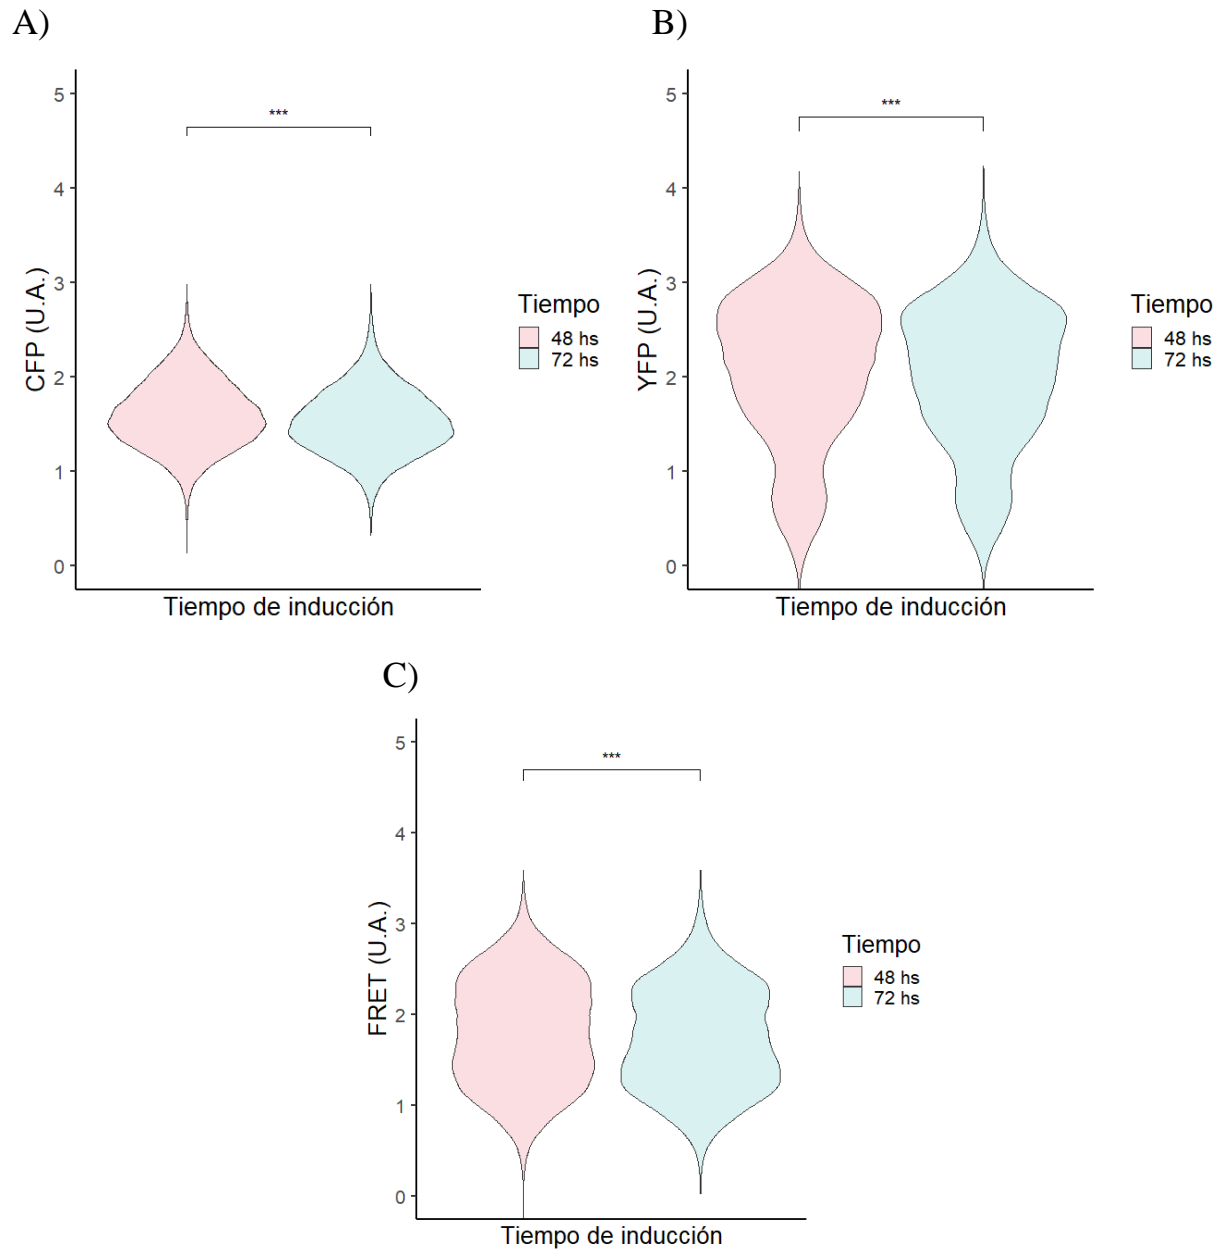 A)
***
5
4
3
2
1
0
CFP (U.A.)
Tiempo de inducción
Tiempo
48 hs
72 hs
B)
***
5
4
3
2
1
0
YFP (U.A.)
Tiempo de inducción
Tiempo
48 hs
72 hs
C)
***
5
4
3
2
1
0
FRET (U.A.)
Tiempo de inducción
Tiempo
48 hs
72 hs